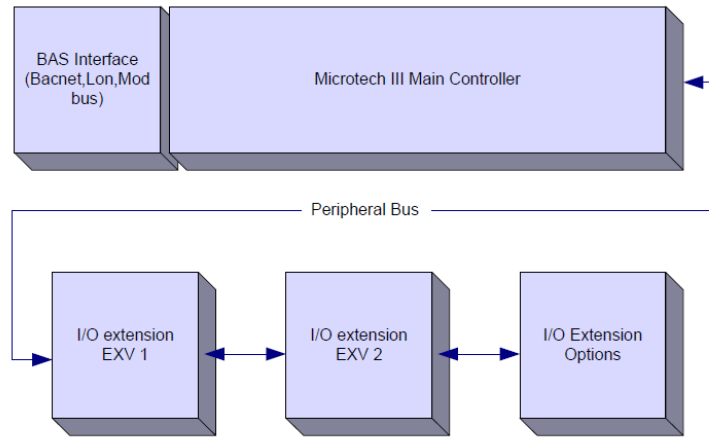 BAS Interface
(Bacnet,Lon,Mod
bus)
Microtech III Main Controller
Peripheral Bus
I/O extension
EXV 1
I/O extension
EXV 2
I/O Extension
Options